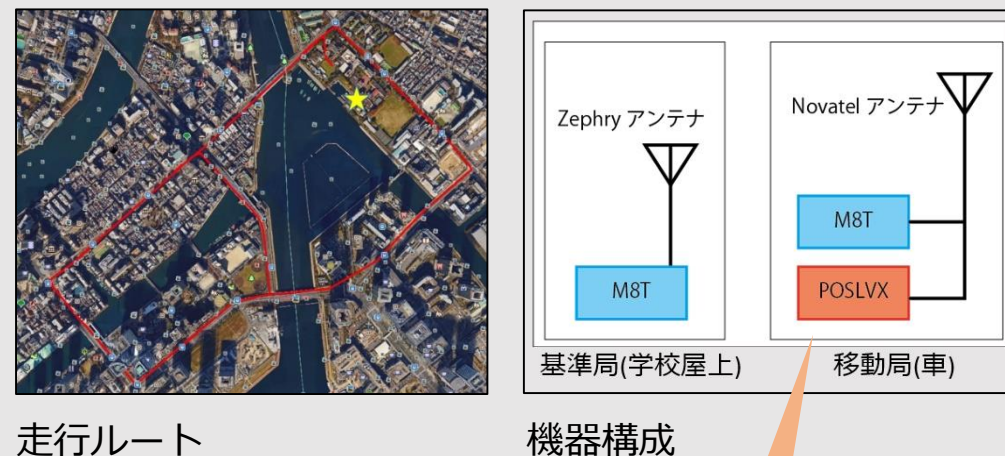 Zephry アンテナ
M8T
基準局(学校屋上)
Novatel アンテナ
M8T
POSLVX
移動局(車)
走行ルート
機器構成